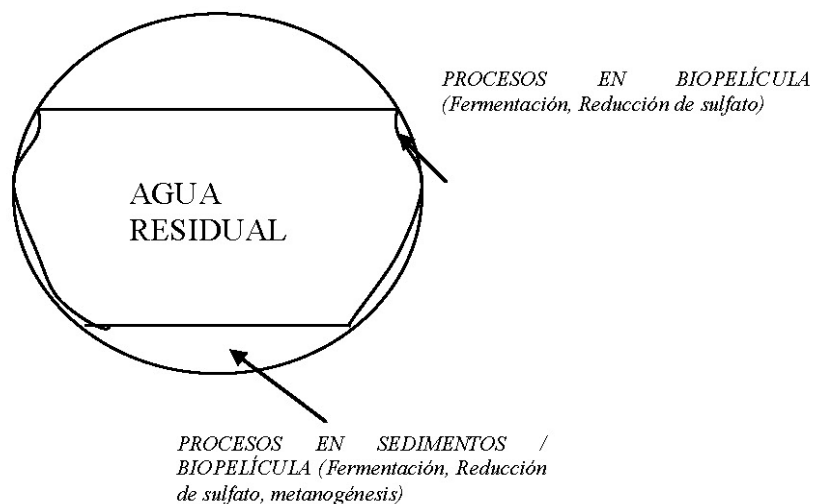 PROCESOS EN BIOPELÍCULA
(Fermentación, Reducción de sulfato)
AGUA
RESIDUAL
PROCESOS EN SEDIMENTOS /
BIOPELÍCULA (Fermentación, Reducción
de sulfato, metanogénesis)